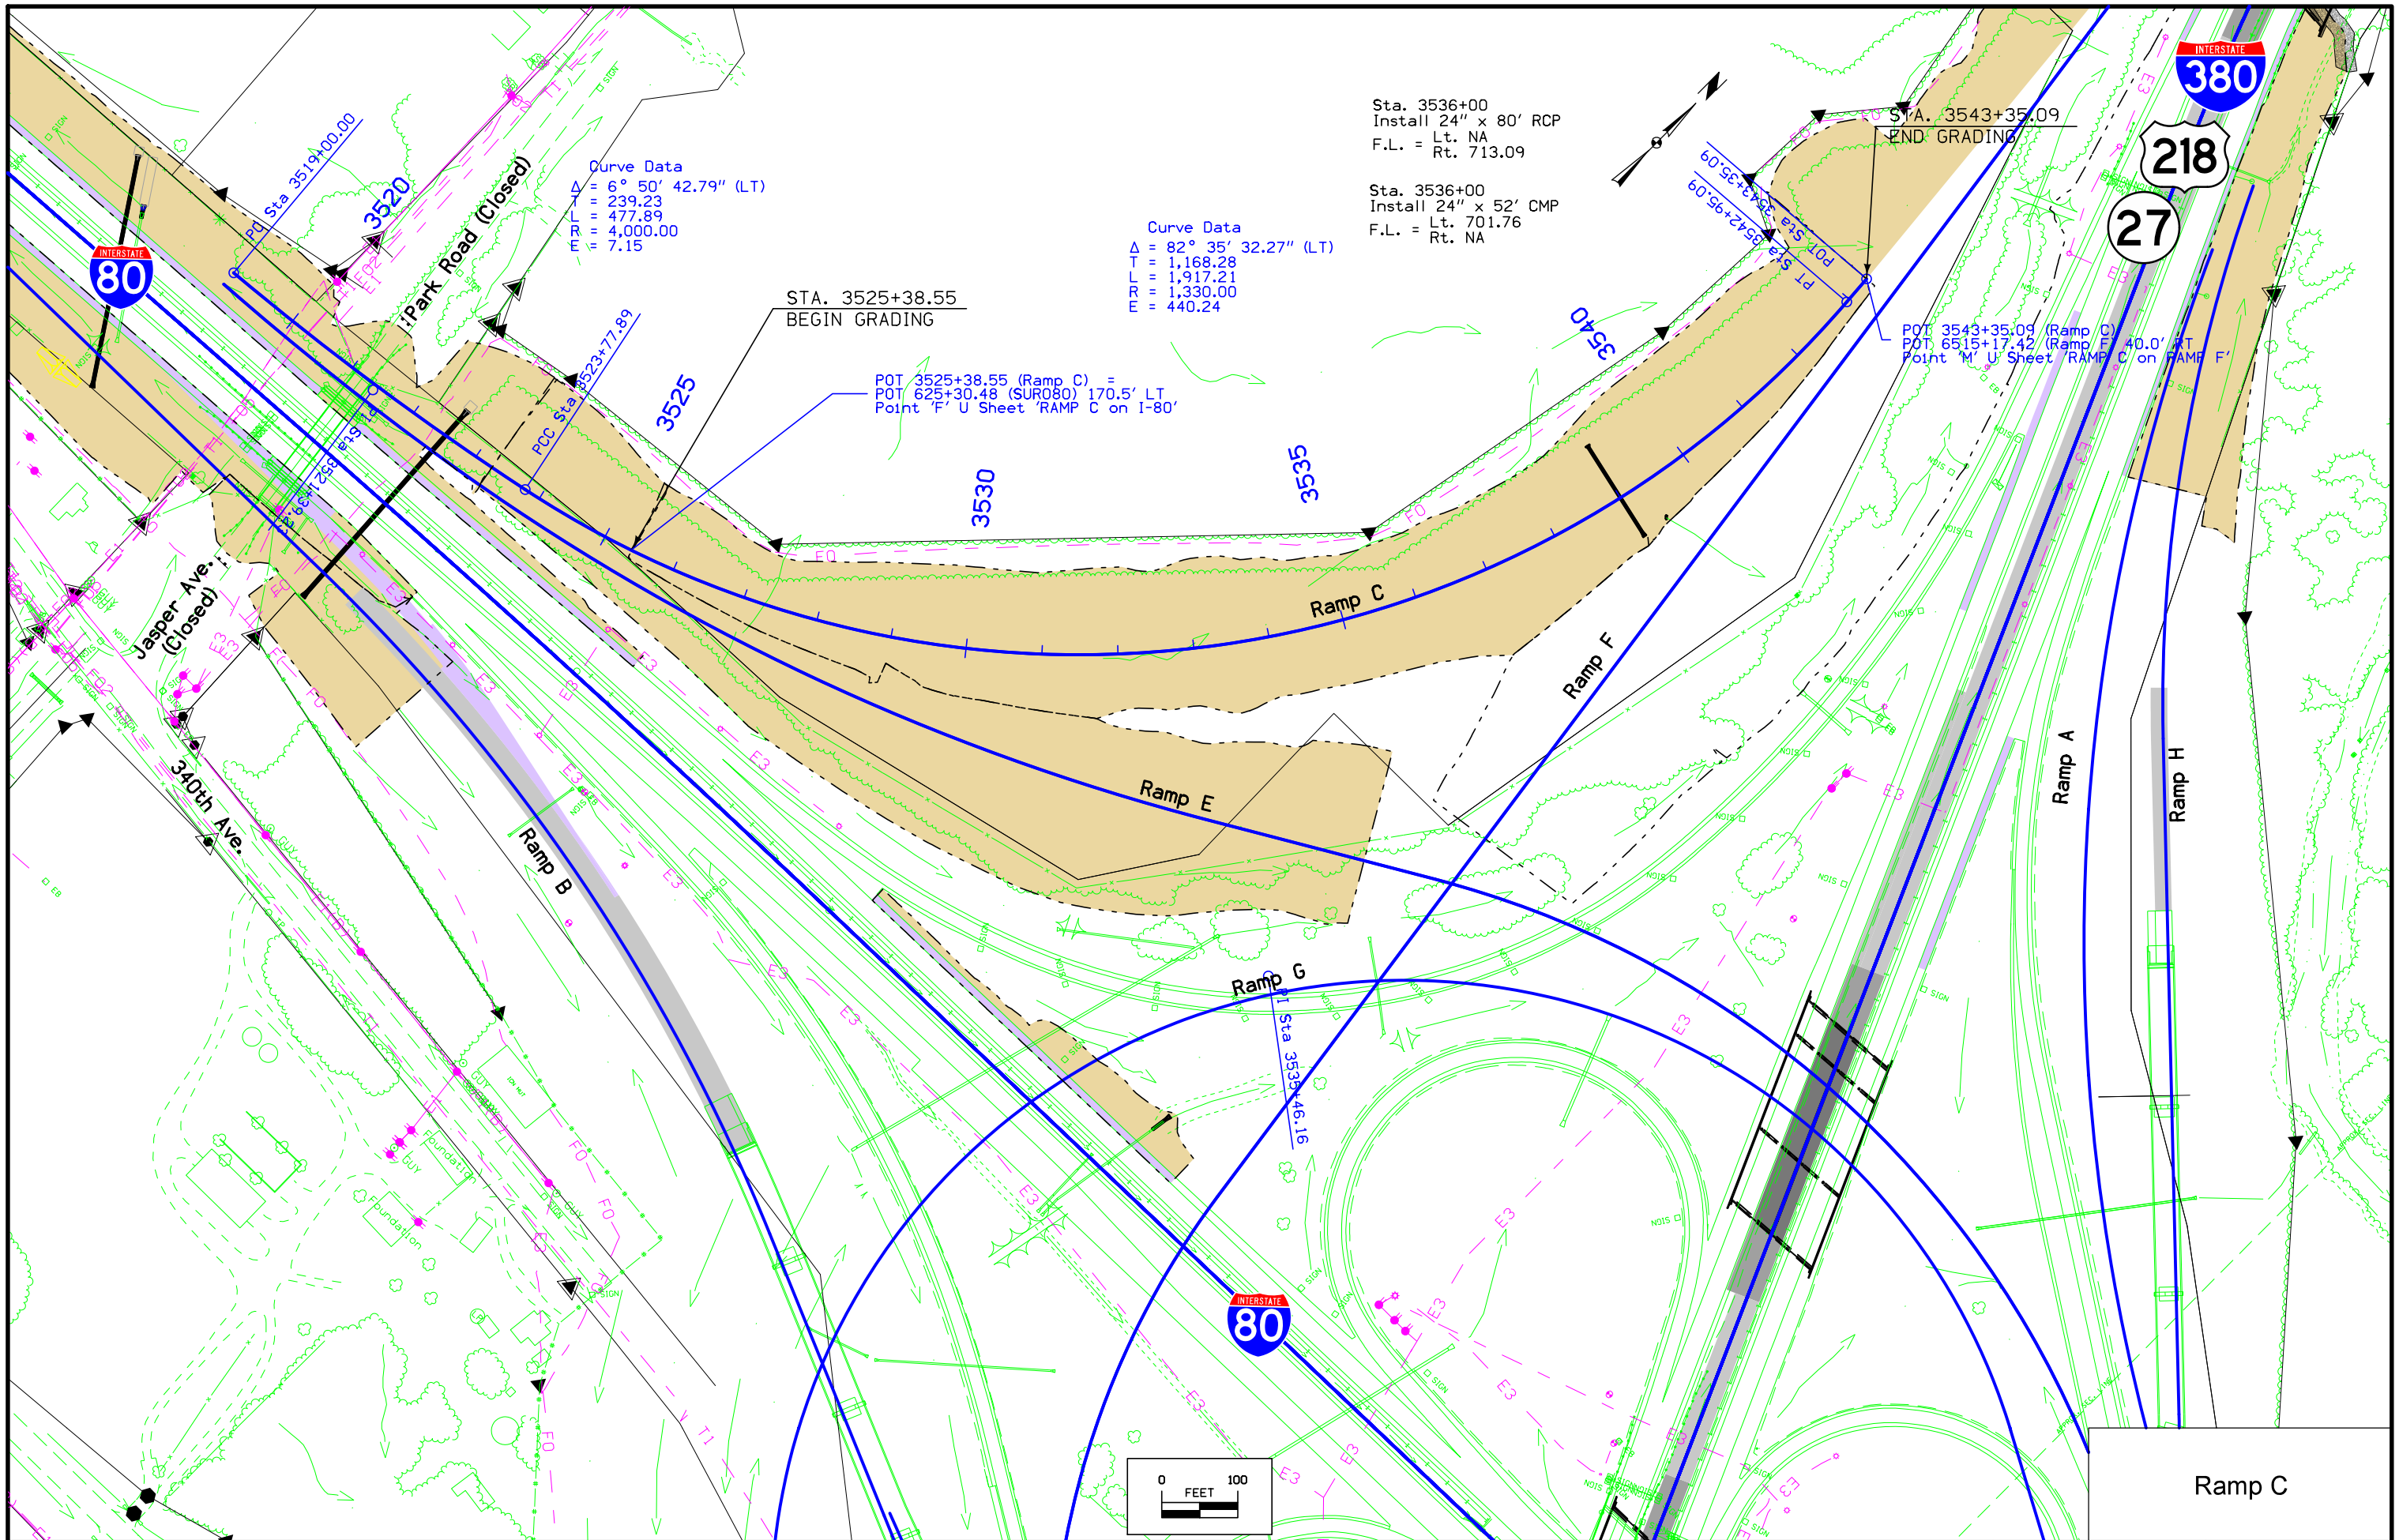 INTERSTATE
380
218
27
Sta. 3536+00
Install 24" x 80' RCP
F.L. = Lt. NA
Rt. 713.09
Sta. 3536+00
Install 24" x 52' CMP
F.L. = Lt. 701.76
Rt. NA
STA. 3543+35.09
END GRADING
POT Sta 3543+35.09
PT Sta 3542+95.09
Curve Data
Δ = 6° 50' 42.79" (LT)
T = 239.23
L = 477.89
R = 4,000.00
E = 7.15
Curve Data
Δ = 82° 35' 32.27" (LT)
T = 1,168.28
L = 1,917.21
R = 1,330.00
E = 440.24
PC Sta 3519+00.00
3520
Park Road (Closed)
INTERSTATE
80
STA. 3525+38.55
BEGIN GRADING
PCC Sta 3523+77.89
3525
POT 3525+38.55 (Ramp C) =
POT 625+30.48 (SUR080) 170.5' LT
Point 'F' U Sheet 'RAMP C on I-80'
POT 3543+35.09 (Ramp C)
POT 6515+17.42 (Ramp F) 40.0' RT
Point 'M' U Sheet 'RAMP C on RAMP F'
3530
3535
3540
Jasper Ave.
(Closed)
340th Ave.
Ramp B
Ramp C
Ramp E
Ramp F
Ramp G
Ramp A
Ramp H
PI Sta 3535+46.16
INTERSTATE
80
Foundation
Foundation
0 100
FEET
Ramp C